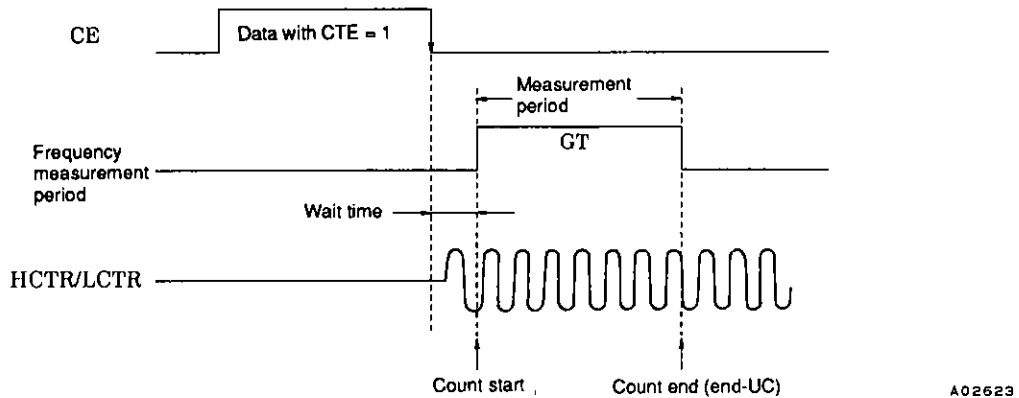 CE
Data with CTE = 1
Measurement
period
GT
Frequency
measurement
period
Wait time
HCTR/LCTR
Count start
Count end (end-UC)
A02623